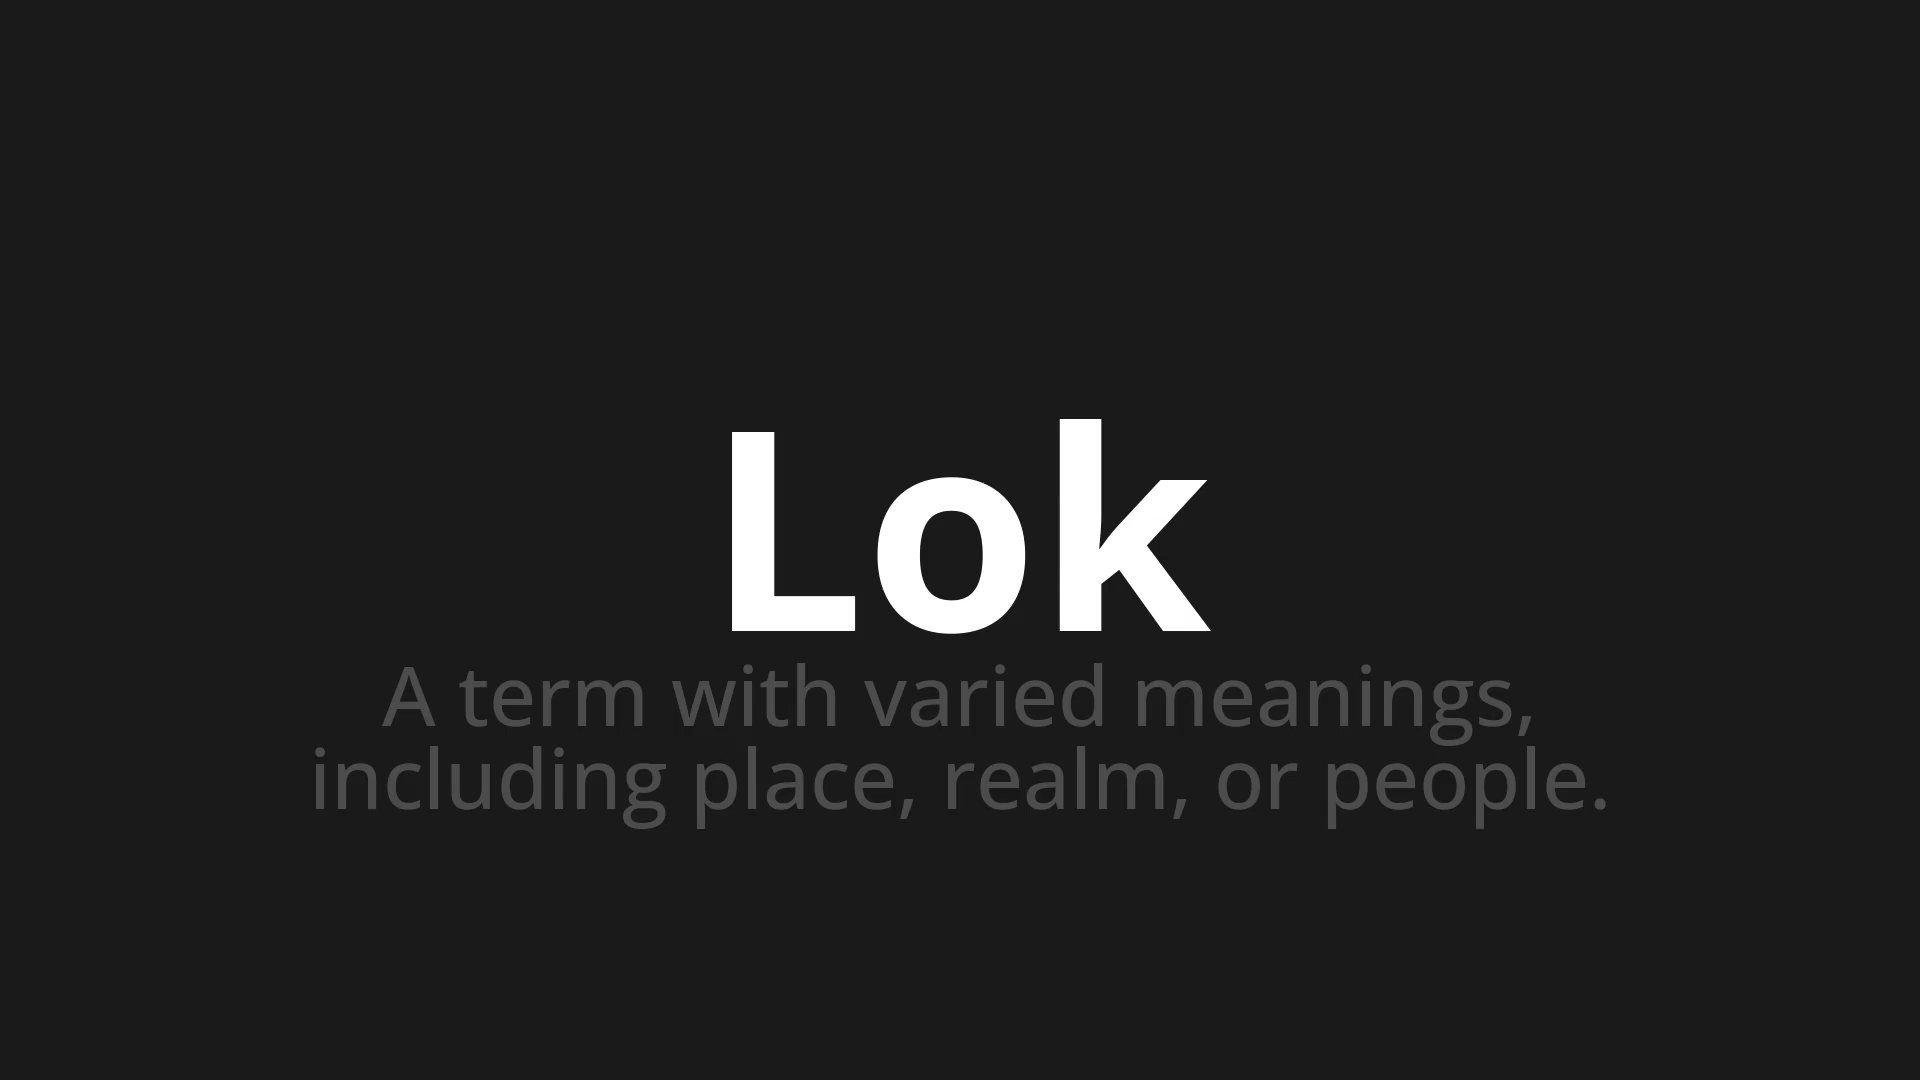 Lok
A term with varied meanings,
including place, realm, or people.